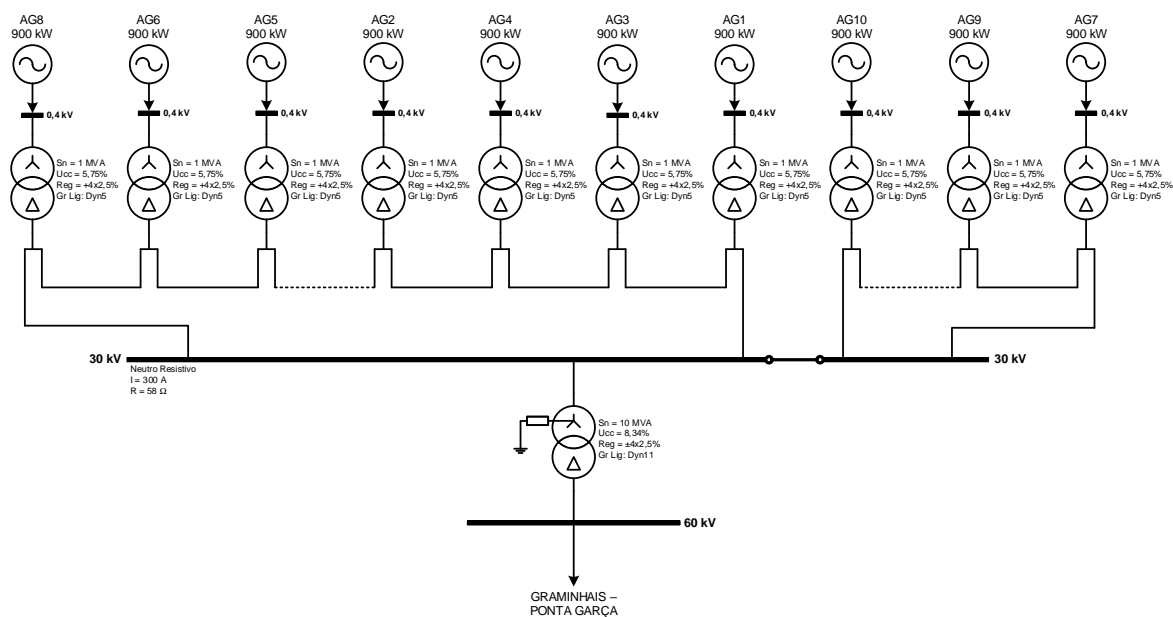 AG8
900 kW
AG6
900 kW
AG5
900 kW
AG2
900 kW
AG4
900 kW
AG3
900 kW
AG1
900 kW
AG10
900 kW
AG9
900 kW
AG7
900 kW
0,4 kV
0,4 kV
0,4 kV
0,4 kV
0,4 kV
0,4 kV
0,4 kV
0,4 kV
0,4 kV
0,4 kV
Sn = 1 MVA
Ucc = 5,75%
Reg = +4x2,5%
Gr Lig: Dyn5
Sn = 1 MVA
Ucc = 5,75%
Reg = +4x2,5%
Gr Lig: Dyn5
Sn = 1 MVA
Ucc = 5,75%
Reg = +4x2,5%
Gr Lig: Dyn5
Sn = 1 MVA
Ucc = 5,75%
Reg = +4x2,5%
Gr Lig: Dyn5
Sn = 1 MVA
Ucc = 5,75%
Reg = +4x2,5%
Gr Lig: Dyn5
Sn = 1 MVA
Ucc = 5,75%
Reg = +4x2,5%
Gr Lig: Dyn5
Sn = 1 MVA
Ucc = 5,75%
Reg = +4x2,5%
Gr Lig: Dyn5
Sn = 1 MVA
Ucc = 5,75%
Reg = +4x2,5%
Gr Lig: Dyn5
Sn = 1 MVA
Ucc = 5,75%
Reg = +4x2,5%
Gr Lig: Dyn5
Sn = 1 MVA
Ucc = 5,75%
Reg = +4x2,5%
Gr Lig: Dyn5
30 kV
30 kV
Neutro Resistivo
I = 300 A
R = 58 Ω
Sn = 10 MVA
Ucc = 8,34%
Reg = ±4x2,5%
Gr Lig: Dyn11
60 kV
GRAMINHAIS –
PONTA GARÇA